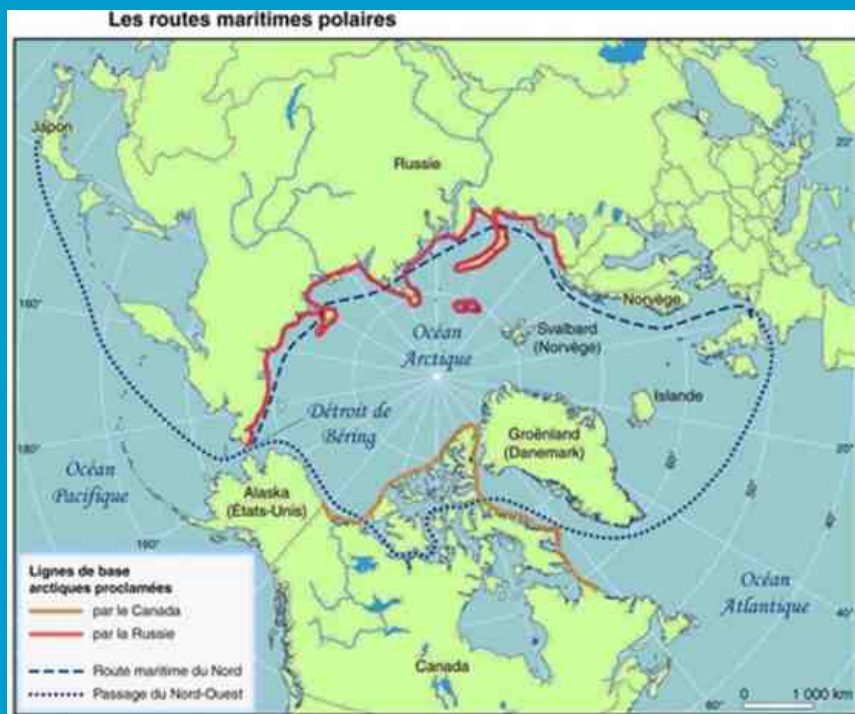 Les routes maritimes polaires
Japon
Russie
20°
160°
Norvège
Océan
Arctique
Svalbard
(Norvège)
Islande
Détroit de
Béring
Groënland
(Danemark)
180°
20°
Océan
Pacifique
Alaska
(États-Unis)
160°
Lignes de base
arctiques proclamées
par le Canada
par la Russie
Route maritime du Nord
Passage du Nord-Ouest
Océan
Atlantique
40°
Canada
60°
0 1 000 km